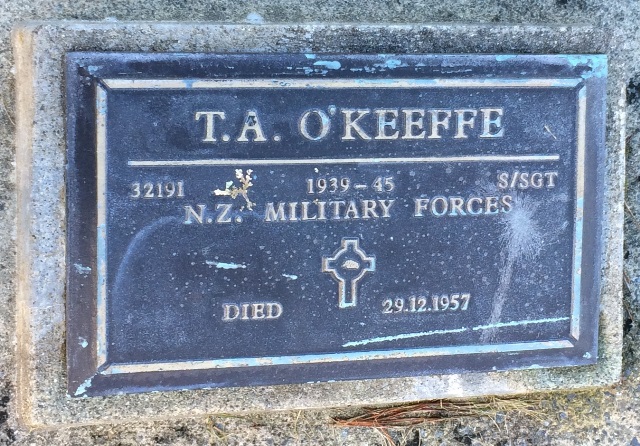 T.A. O'KEEFFE
32191 1939-45 S/SGT
N.Z. MILITARY FORCES
DIED 29.12.1957